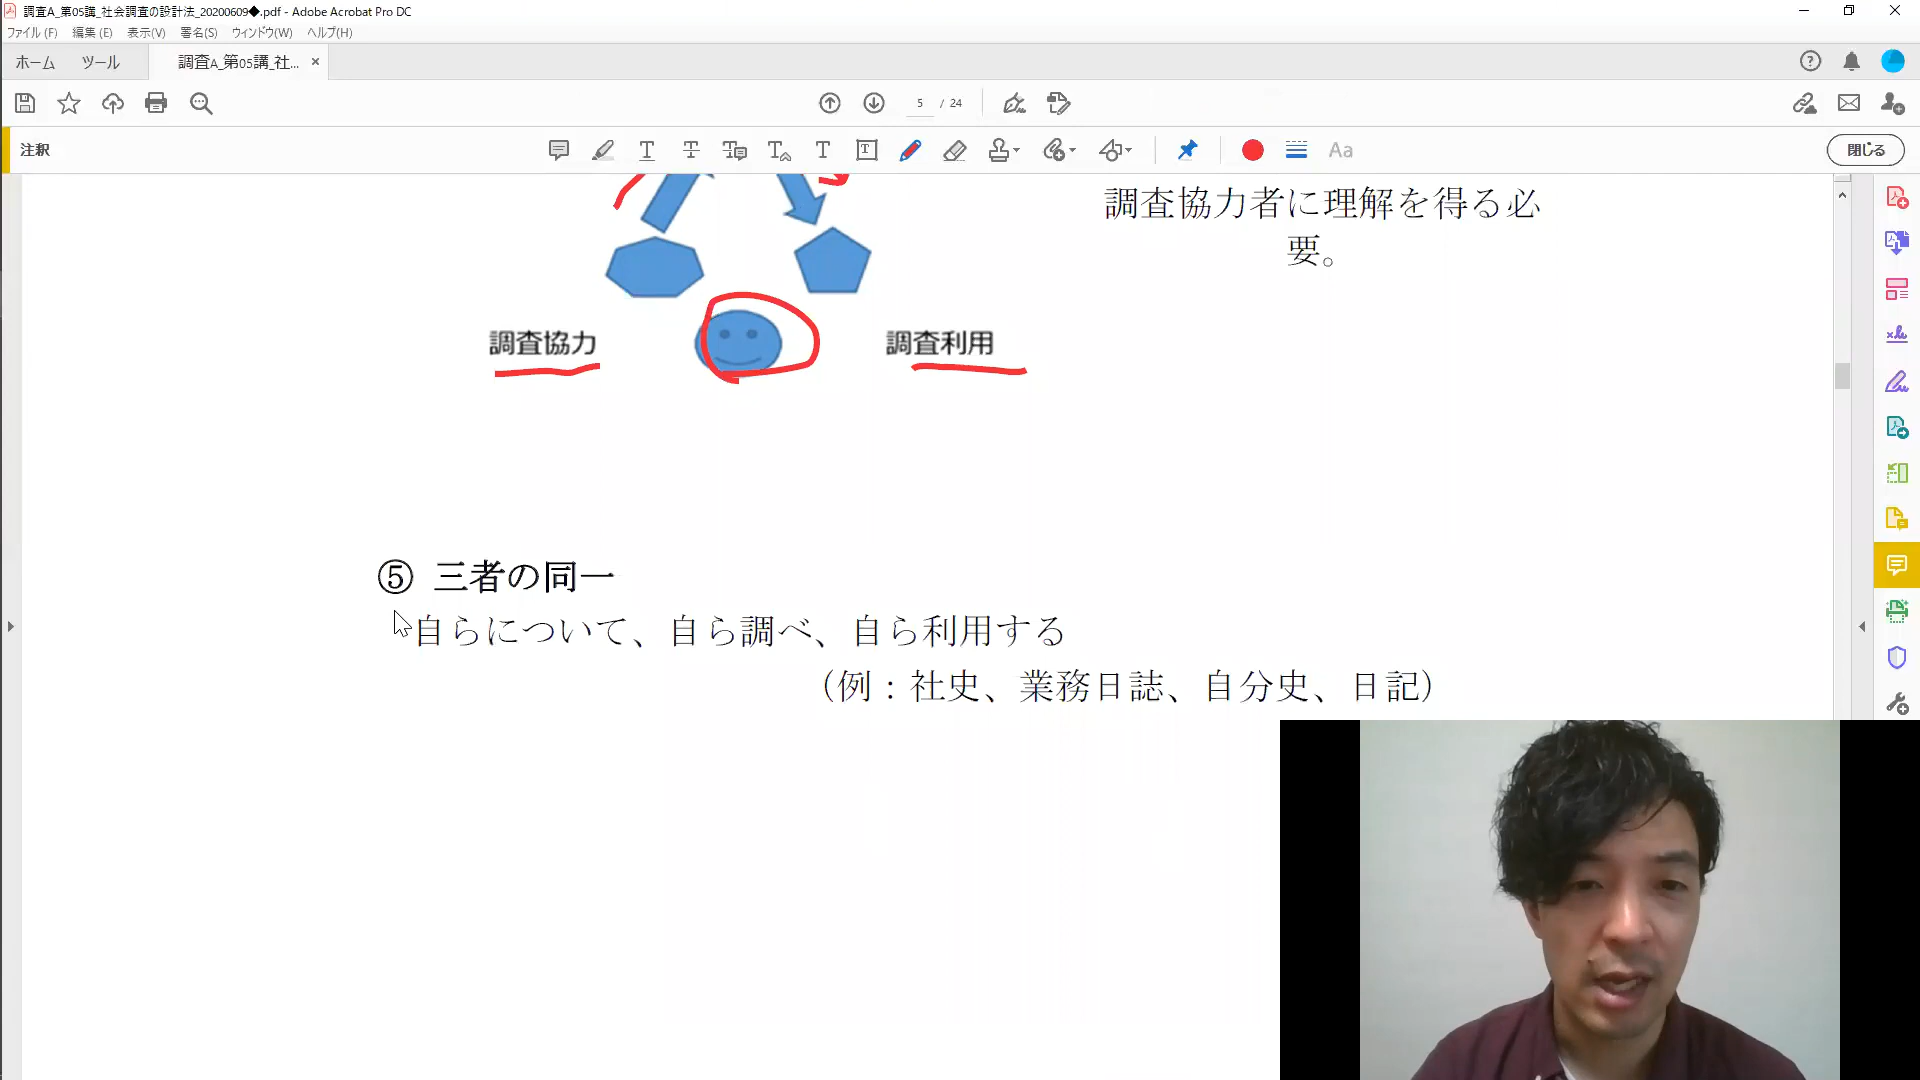 調査A_第05講_社会調査の設計法_20200609◆.pdf - Adobe Acrobat Pro DC
ファイル(F) 編集(E) 表示(V) 署名(S) ウィンドウ(W) ヘルプ(H)
ホーム ツール 調査A_第05講_社... ×
5 / 24
注釈
Aa
閉じる
調査協力者に理解を得る必
要。
調査協力 調査利用
⑤ 三者の同一
自らについて、自ら調べ、自ら利用する
（例：社史、業務日誌、自分史、日記）